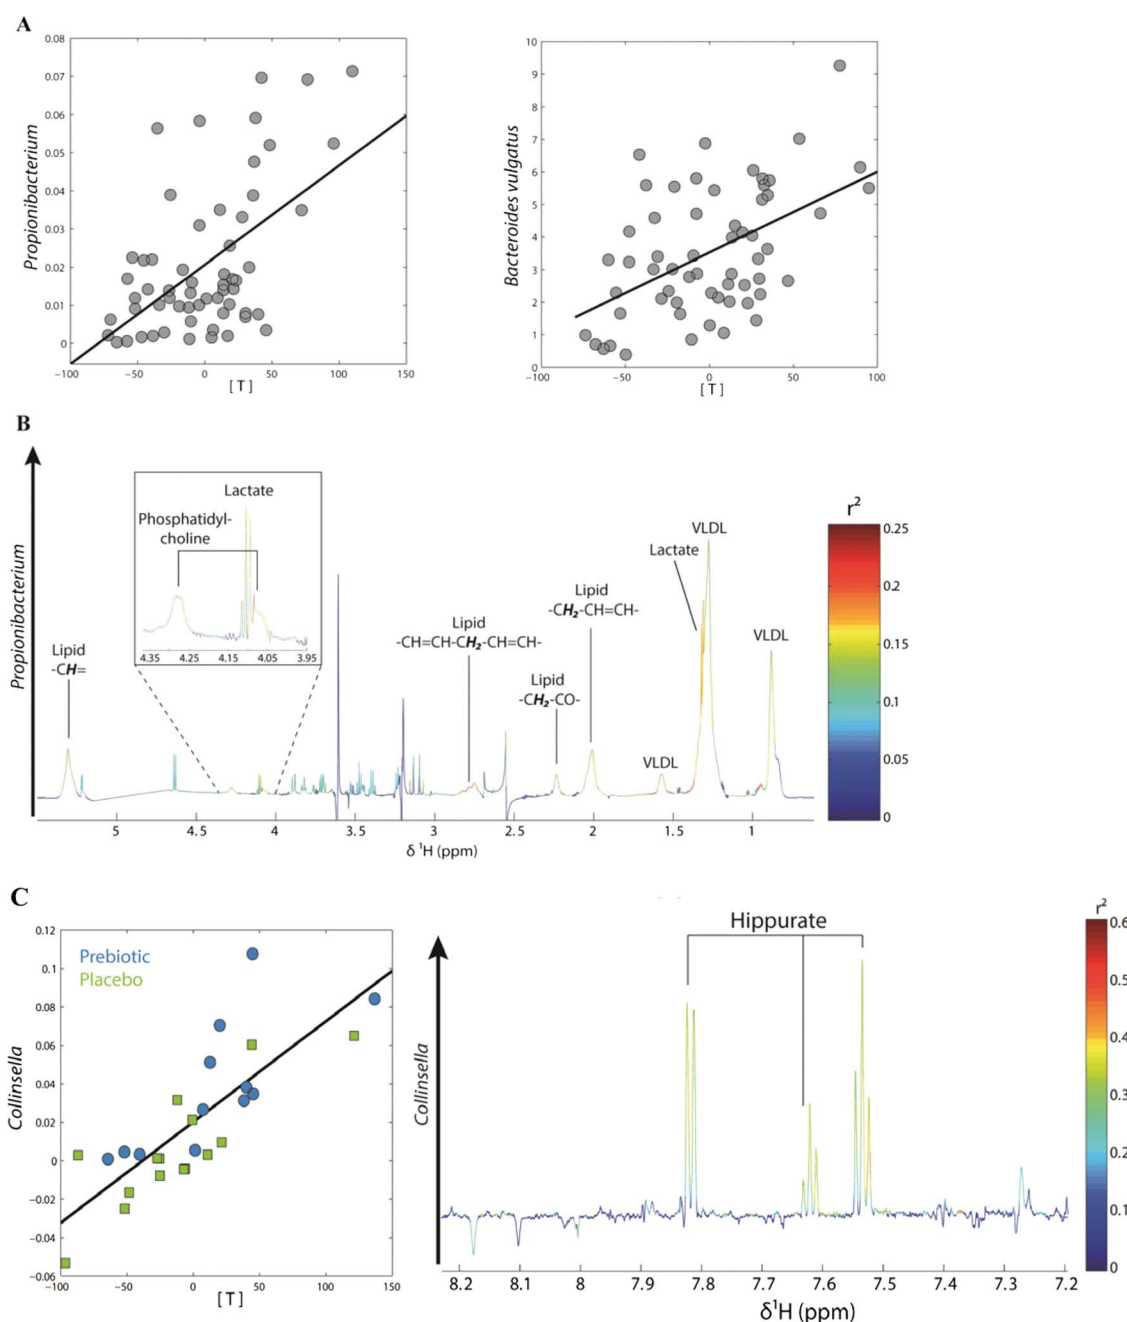 A
0.08
0.07
0.06
0.05
0.04
0.03
0.02
0.01
0
Propionibacterium
−100
−50
0
50
100
150
[ T ]
10
9
8
7
6
5
4
3
2
1
0
Bacteroides vulgatus
−100
−50
0
50
100
[ T ]
B
Propionibacterium
Lactate
Phosphatidyl-
choline
4.35
4.25
4.15
4.05
3.95
Lipid
-CH=
Lipid
-CH=CH-CH2-CH=CH-
Lipid
-CH2-CO-
Lipid
-CH2-CH=CH-
VLDL
Lactate
VLDL
VLDL
5
4.5
4
3.5
3
2.5
2
1.5
1
δ ¹H (ppm)
r²
0.25
0.2
0.15
0.1
0.05
0
C
Prebiotic
Placebo
0.12
0.1
0.08
0.06
0.04
0.02
0
−0.02
−0.04
−0.06
Collinsella
−100
−50
0
50
100
150
[ T ]
Hippurate
Collinsella
8.2
8.1
8
7.9
7.8
7.7
7.6
7.5
7.4
7.3
7.2
δ¹H (ppm)
r²
0.6
0.5
0.4
0.3
0.2
0.1
0